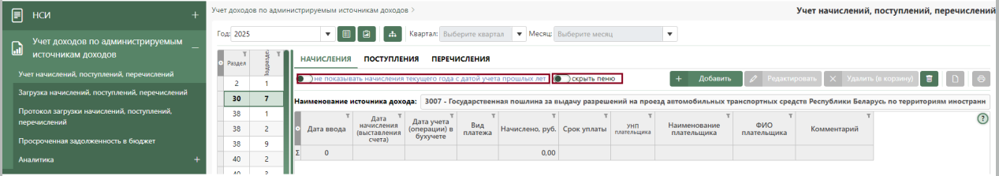 НСИ
Учет доходов по администрируемым
источникам доходов
Учет начислений, поступлений, перечислений
Загрузка начислений, поступлений, перечислений
Протокол загрузки начислений, поступлений,
перечислений
Просроченная задолженность в бюджет
Аналитика
Учет доходов по администрируемым источникам доходов
Учет начислений, поступлений, перечислений
Год: 2025 Квартал: Выберите квартал Месяц: Выберите месяц
НАЧИСЛЕНИЯ ПОСТУПЛЕНИЯ ПЕРЕЧИСЛЕНИЯ
не показывать начисления текущего года с датой учета прошлых лет скрыть пеню
+ Добавить Редактировать × Удалить (в корзину)
Наименование источника дохода: 3007 - Государственная пошлина за выдачу разрешений на проезд автомобильных транспортных средств Республики Беларусь по территориям иностранн
Раздел
2 1
30 7
38 1
38 2
38 9
40 2
Дата ввода
Дата
начисления
(выставления
счета)
Дата учета
(операции) в
бухучете
Вид
платежа
Начислено, руб.
Срок уплаты
УНП
плательщика
Наименование
плательщика
ФИО
плательщика
Комментарий
?
Σ 0 0,00